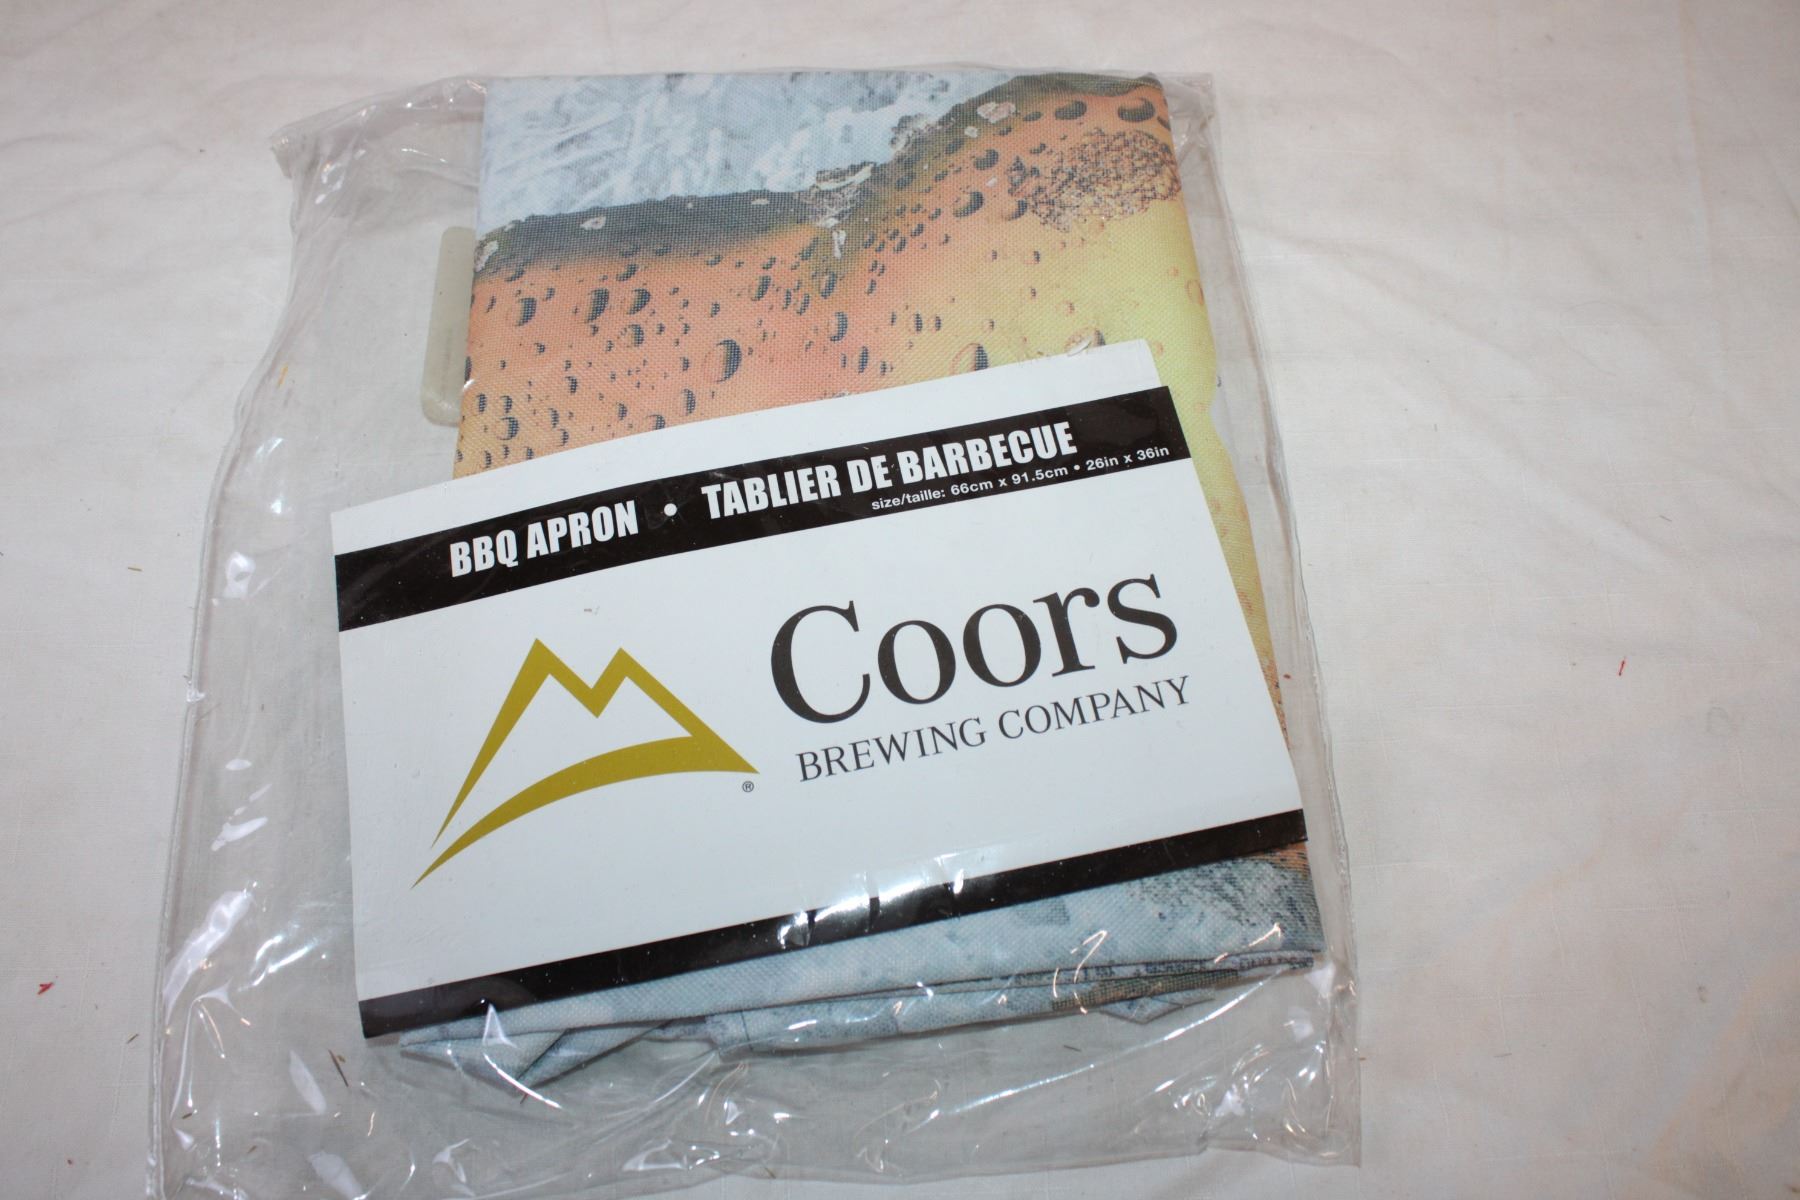 BBQ APRON • TABLIER DE BARBECUE
size/taille: 66cm x 91.5cm • 26in x 36in
Coors
BREWING COMPANY
®